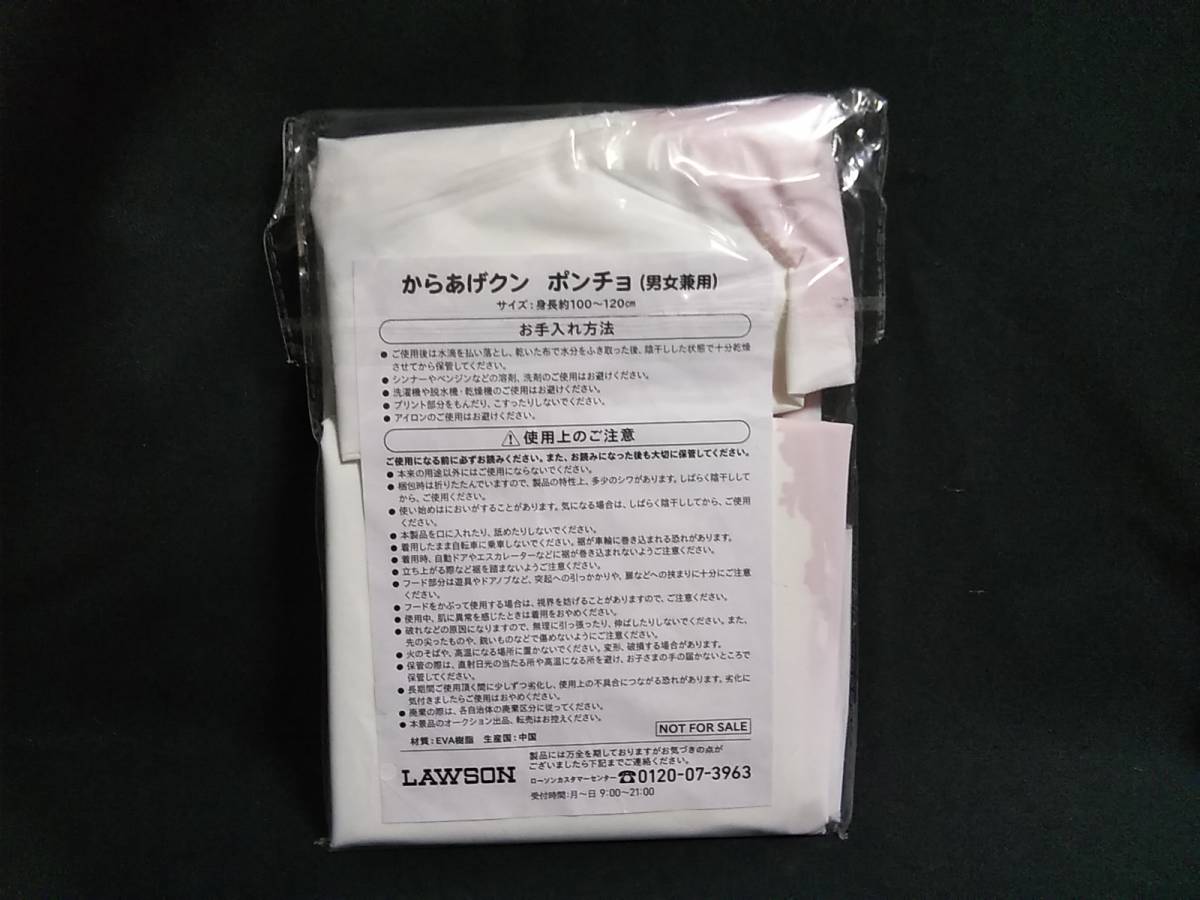 からあげクン ポンチョ(男女兼用)
サイズ:身長約100〜120cm
お手入れ方法
● ご使用後は水滴を払い落とし、乾いた布で水分をふき取った後、陰干しした状態で十分乾燥
させてから保管してください。
● シンナーやベンジンなどの溶剤、洗剤のご使用はお避けください。
● 洗濯機や脱水機・乾燥機のご使用はお避けください。
● プリント部分をもんだり、こすったりしないでください。
● アイロンのご使用はお避けください。
⚠使用上のご注意
ご使用になる前に必ずお読みください。また、お読みになった後も大切に保管してください。
● 本来の用途以外にはご使用にならないでください。
● 梱包時は折りたたんでいますので、製品の特性上、多少のシワがあります。しばらく陰干しして
から、ご使用ください。
● 使い始めはにおいがすることがあります。気になる場合は、しばらく陰干ししてから、ご使用
ください。
● 本製品を口に入れたり、舐めたりしないでください。
● 着用したまま自転車に乗車しないでください。裾が車輪に巻き込まれる恐れがあります。
● 着用時、自動ドアやエスカレーターなどに裾が巻き込まれないようご注意ください。
● 立ち上がる際など裾を踏まないようご注意ください。
● フード部分は遊具やドアノブなど、突起への引っかかりや、扉などへの挟まりに十分にご注意
ください。
● フードをかぶって使用する場合は、視界を妨げることがありますので、ご注意ください。
● 使用中、肌に異常を感じたときは着用をおやめください。
● 破れなどの原因になりますので、無理に引っ張ったり、伸ばしたりしないでください。また、
先の尖ったものや、鋭いものなどで傷めないようにご注意ください。
● 火のそばや、高温になる場所に置かないでください。変形、破損する場合があります。
● 保管の際は、直射日光の当たる所や高温になる所を避け、お子さまの手の届かないところで
保管してください。
● 長期間ご使用頂く間に少しずつ劣化し、使用上の不具合につながる恐れがあります。劣化に
気付きましたらご使用はおやめください。
● 廃棄の際は、各自治体の廃棄区分に従ってください。
● 本景品のオークション出品、転売はお控えください。
材質:EVA樹脂 生産国:中国
NOT FOR SALE
LAWSON
製品には万全を期しておりますがお気づきの点が
ございましたら下記までご連絡ください。
ローソンカスタマーセンター ☎0120-07-3963
受付時間:月〜日 9:00〜21:00